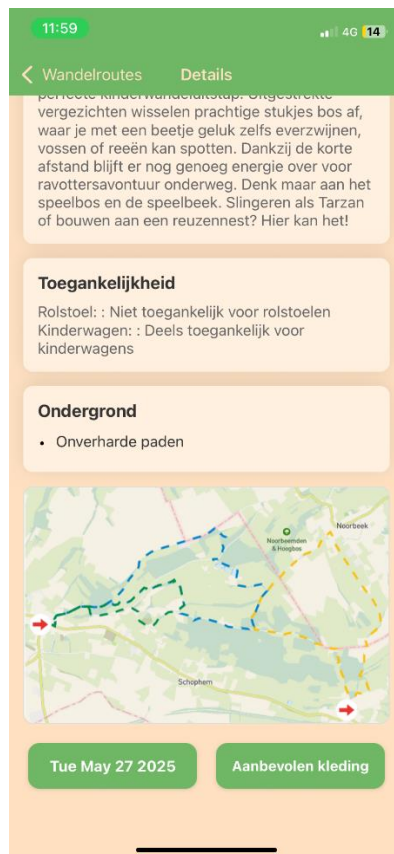 11:59
4G 14
Wandelroutes Details
perfecte kinderwandeluitstap. Uitgestrekte
vergezichten wisselen prachtige stukjes bos af,
waar je met een beetje geluk zelfs everzwijnen,
vossen of reeën kan spotten. Dankzij de korte
afstand blijft er nog genoeg energie over voor
ravottersavontuur onderweg. Denk maar aan het
speelbos en de speelbeek. Slingeren als Tarzan
of bouwen aan een reuzennest? Hier kan het!
Toegankelijkheid
Rolstoel: : Niet toegankelijk voor rolstoelen
Kinderwagen: : Deels toegankelijk voor
kinderwagens
Ondergrond
• Onverharde paden
Noorbeek
Noorbeemden
& Hoogbos
Schophem
Tue May 27 2025
Aanbevolen kleding